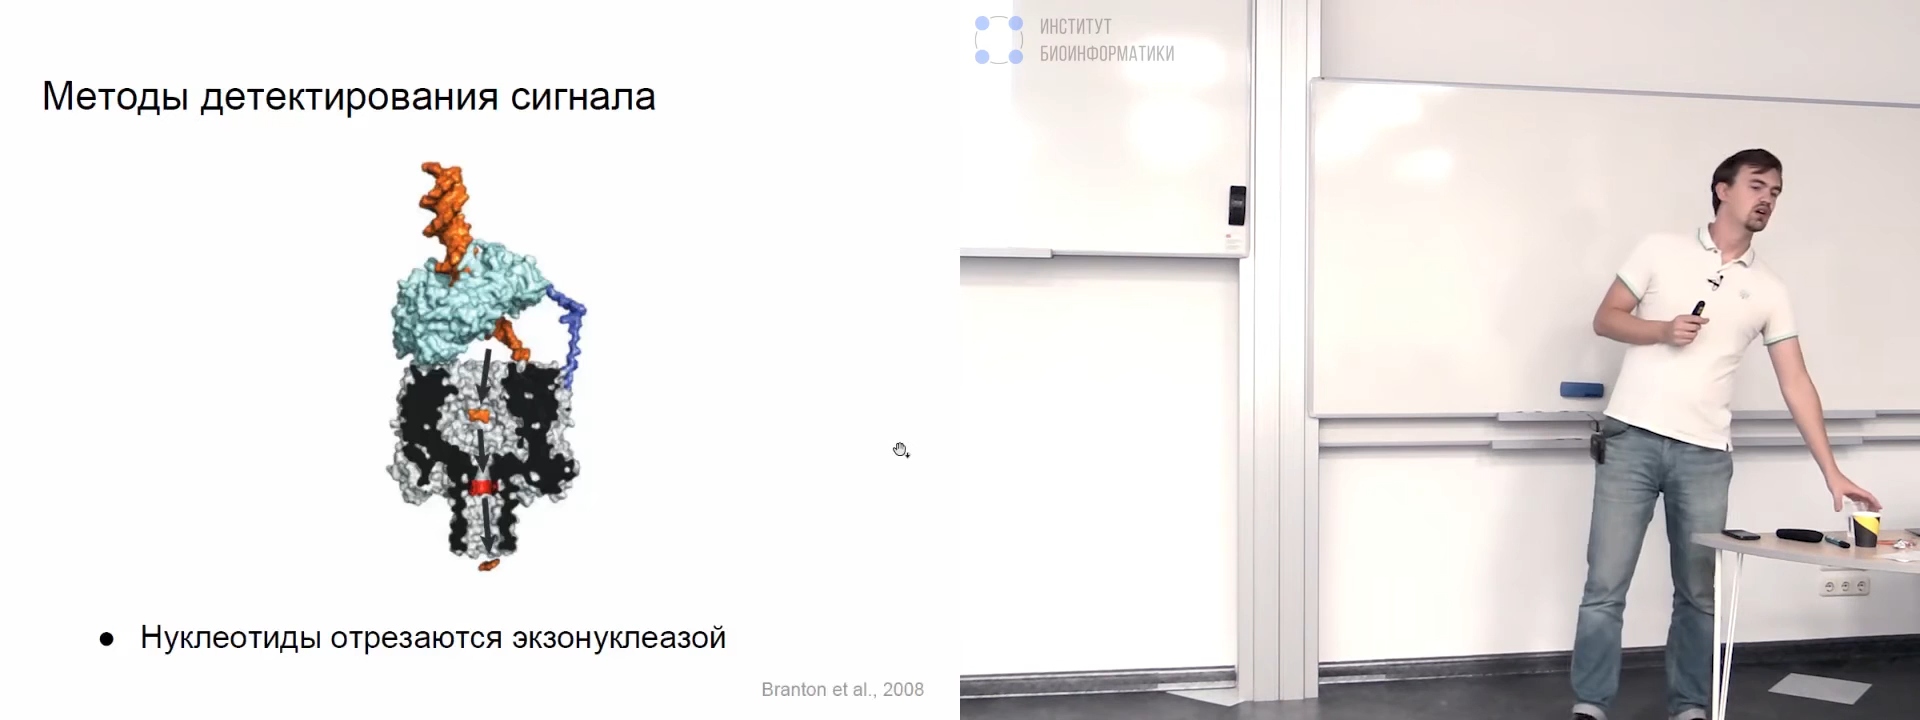 Методы детектирования сигнала
● Нуклеотиды отрезаются экзонуклеазой
Branton et al., 2008
ИНСТИТУТ
БИОИНФОРМАТИКИ